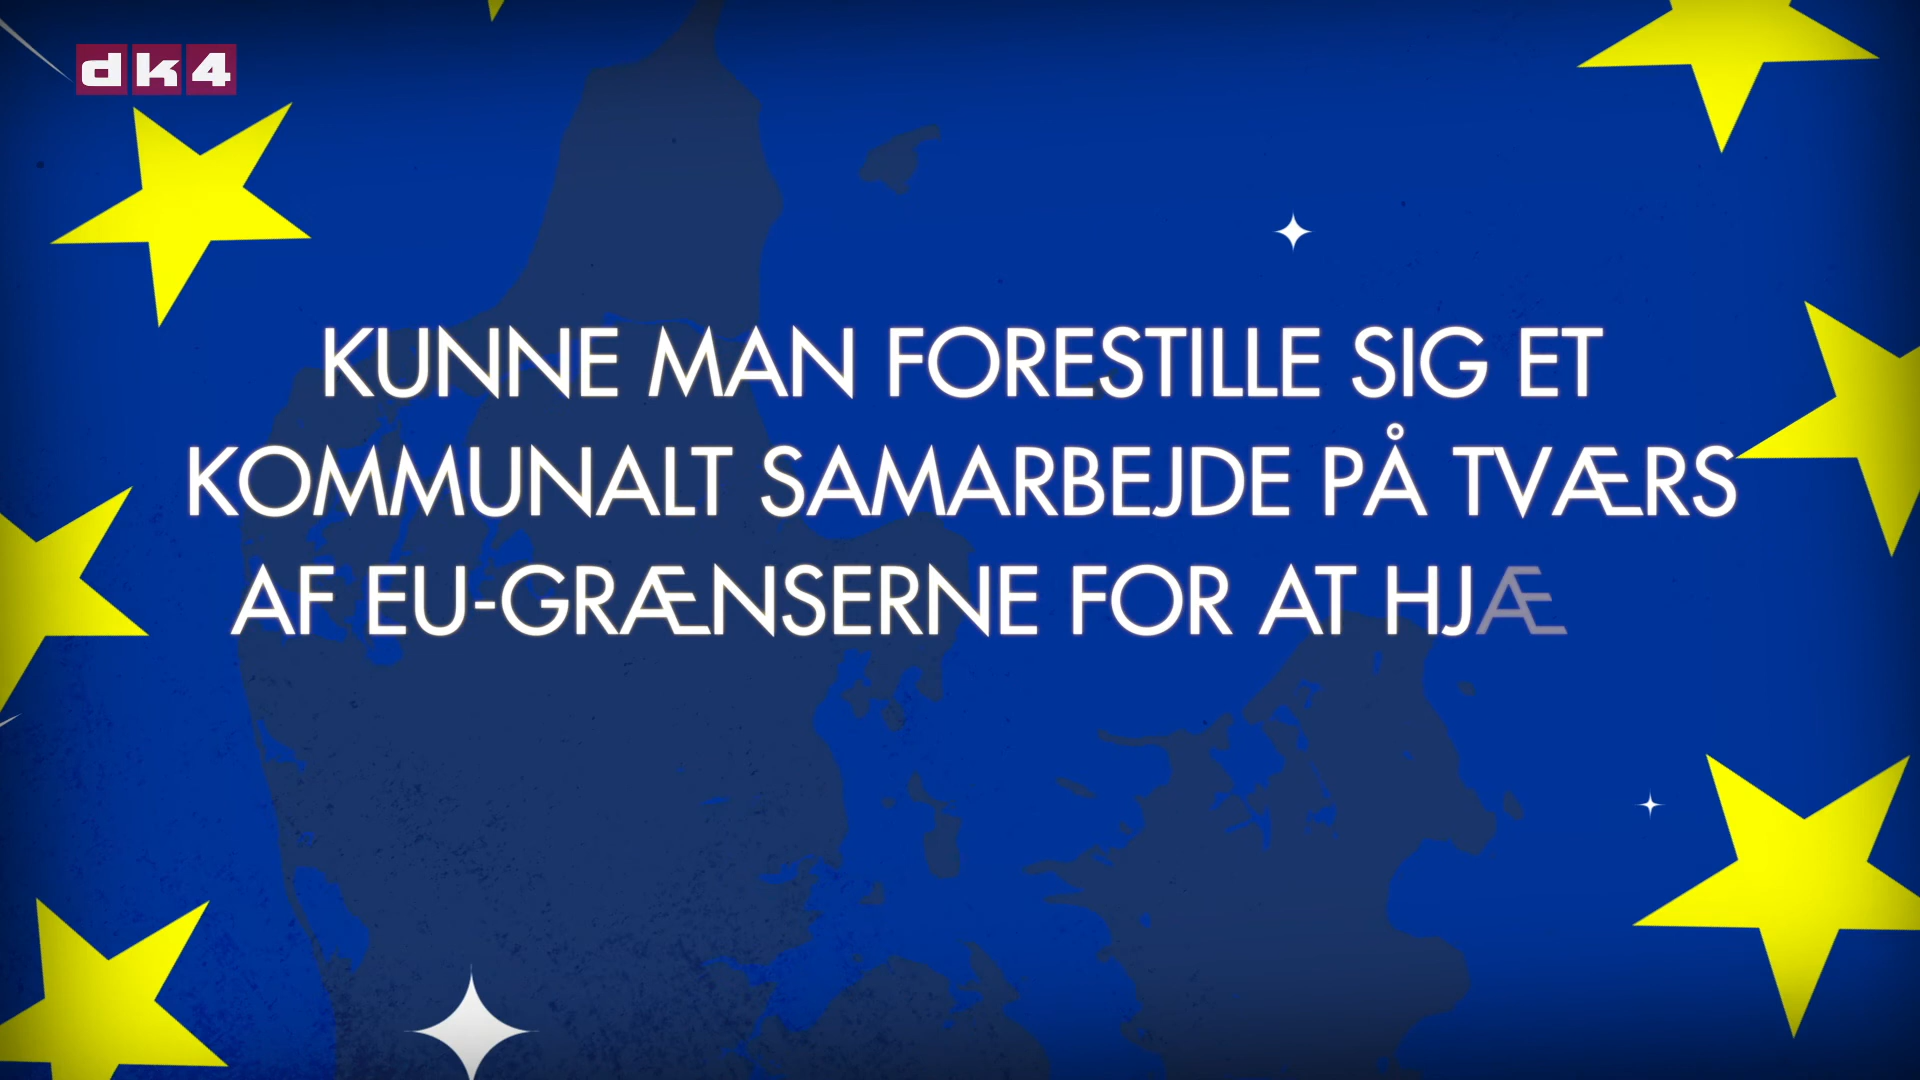 dk4
KUNNE MAN FORESTILLE SIG ET
KOMMUNALT SAMARBEJDE PÅ TVÆRS
AF EU-GRÆNSERNE FOR AT HJÆ